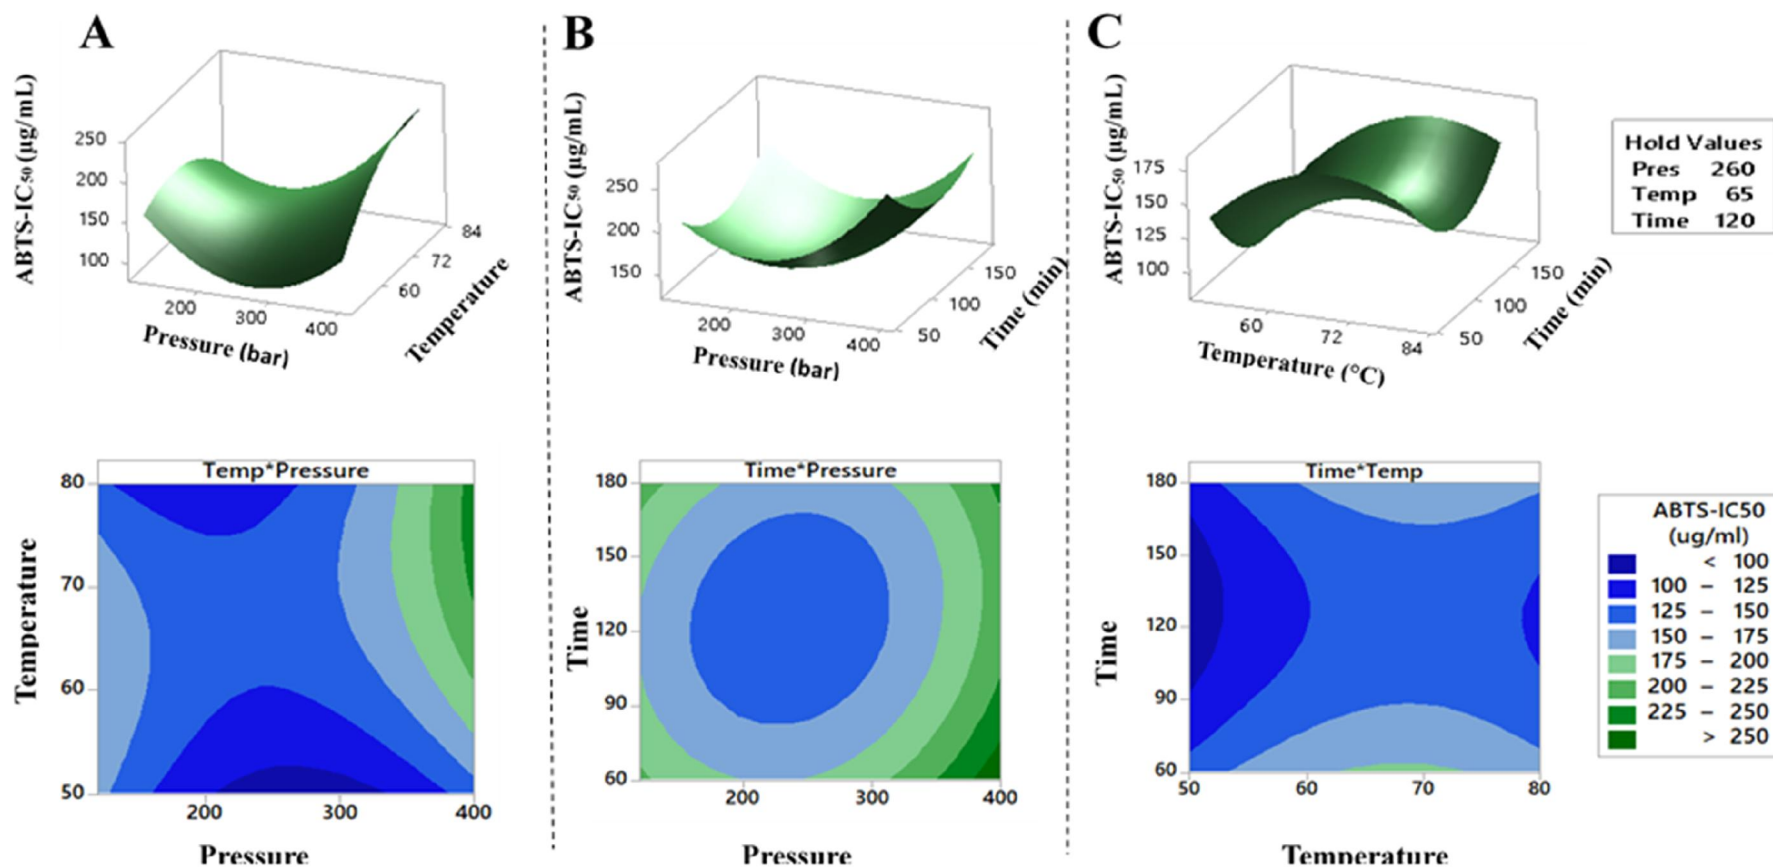 A
ABTS-IC50 (µg/mL)
250
200
150
100
200
300
400
Pressure (bar)
60
72
84
Temperature
B
ABTS-IC50 (µg/mL)
250
200
150
200
300
400
Pressure (bar)
50
100
150
Time (min)
C
ABTS-IC50 (µg/mL)
175
150
125
100
60
72
84
Temperature (°C)
50
100
150
Time (min)
Hold Values
Pres 260
Temp 65
Time 120
Temp*Pressure
Temperature
80
70
60
50
200
300
400
Pressure
Time*Pressure
Time
180
150
120
90
60
200
300
400
Pressure
Time*Temp
Time
180
150
120
90
60
50
60
70
80
Temperature
ABTS-IC50
(ug/ml)
< 100
100 – 125
125 – 150
150 – 175
175 – 200
200 – 225
225 – 250
> 250